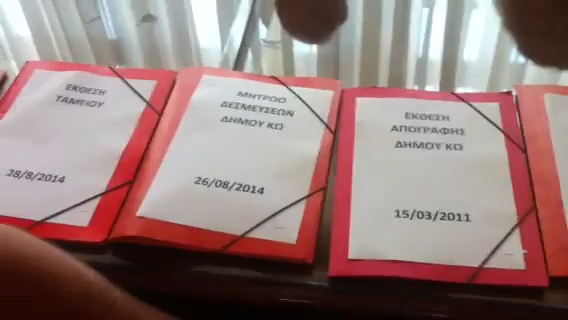 ΕΚΘΕΣΗ
ΤΑΜΕΙΟΥ
28/8/2014
ΜΗΤΡΩΟ
ΔΕΣΜΕΥΣΕΩΝ
ΔΗΜΟΥ ΚΩ
26/08/2014
ΕΚΘΕΣΗ
ΑΠΟΓΡΑΦΗΣ
ΔΗΜΟΥ ΚΩ
15/03/2011